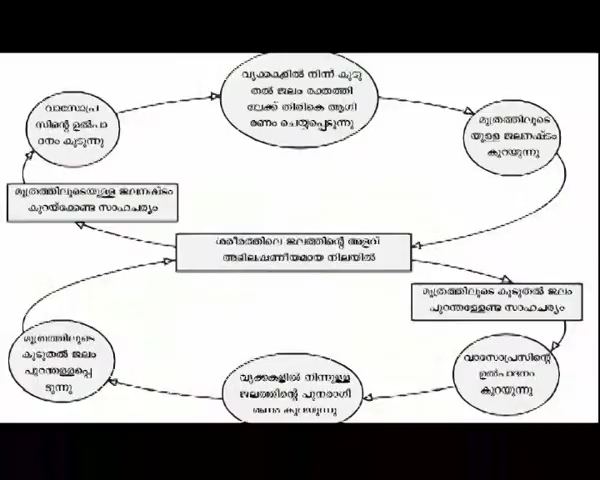 വൃക്കകളിൽ നിന്ന് കൂടു
തൽ ജലം രക്തത്തി
ലേക്ക് തിരികെ ആഗി
രണം ചെയ്യപ്പെടുന്നു
വാസോപ്ര
സിന്റെ ഉൽപാ
ദനം കൂടുന്നു
മൂത്രത്തിലൂടെ
യുള്ള ജലനഷ്ടം
കുറയുന്നു
മൂത്രത്തിലൂടെയുള്ള ജലനഷ്ടം
കുറയ്ക്കേണ്ട സാഹചര്യം
ശരീരത്തിലെ ജലത്തിന്റെ അളവ്
അഭിലഷണീയമായ നിലയിൽ
മൂത്രത്തിലൂടെ കൂടുതൽ ജലം
പുറന്തള്ളേണ്ട സാഹചര്യം
മൂത്രത്തിലൂടെ
കൂടുതൽ ജലം
പുറന്തള്ളപ്പെ
ടുന്നു
വൃക്കകളിൽ നിന്നുള്ള
ജലത്തിന്റെ പുനരാഗി
രണം കുറയുന്നു
വാസോപ്രസിന്റെ
ഉൽപാദനം
കുറയുന്നു